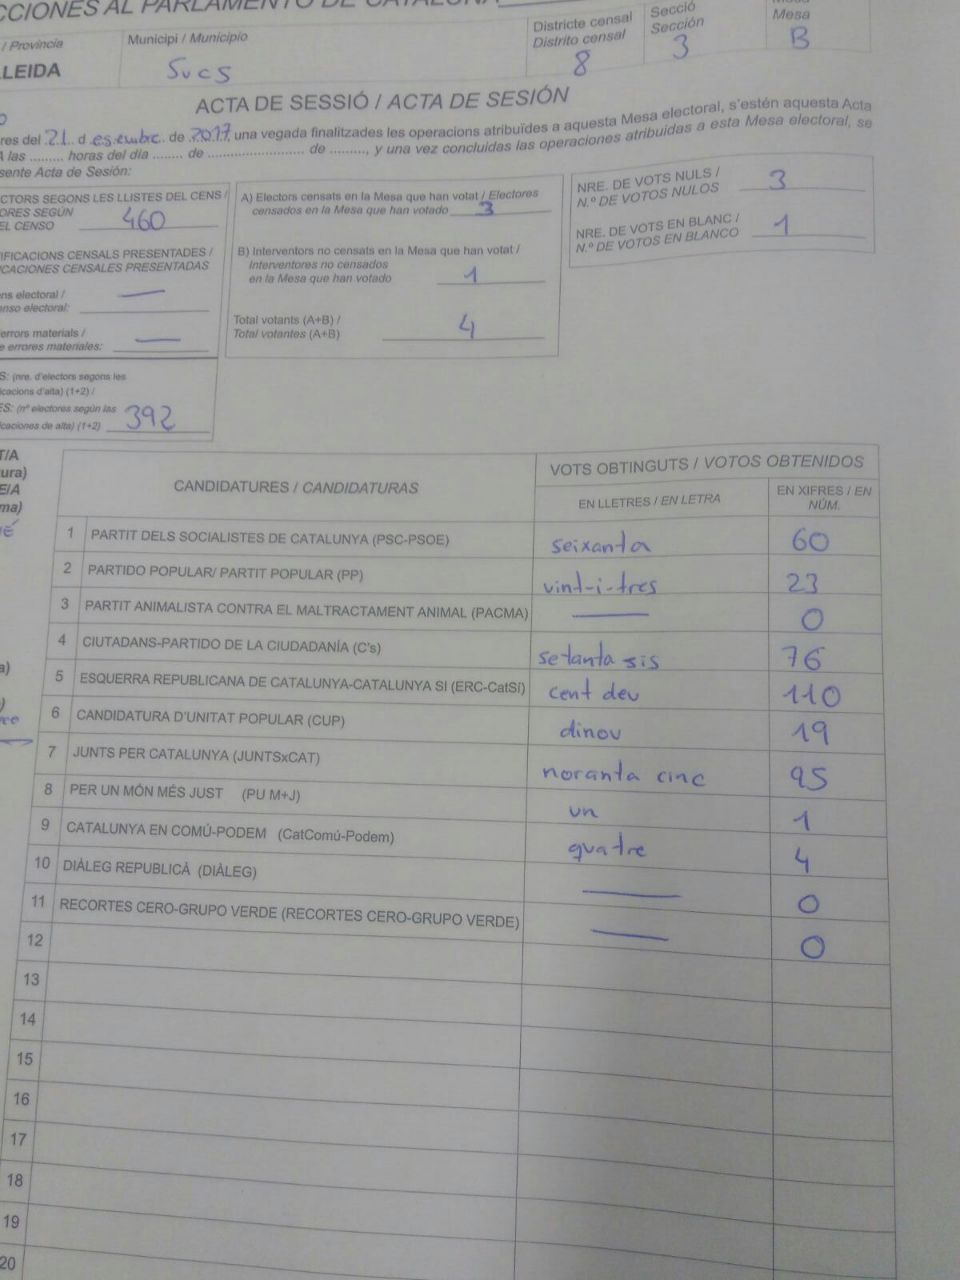 CCIONES AL PARLAMENTO DE CATALUÑA
/ Provincia
LLEIDA
Municipi / Municipio
Sucs
Districte censal
Distrito censal
8
Secció
Sección
3
Mesa
Mesa
B
ACTA DE SESSIÓ / ACTA DE SESIÓN
res del 21 d esembre de 2017, una vegada finalitzades les operacions atribuïdes a aquesta Mesa electoral, s'estén aquesta Acta
A las ......... horas del día ........ de ........................ de ........., y una vez concluidas las operaciones atribuidas a esta Mesa electoral, se
sente Acta de Sesión:
CTORS SEGONS LES LLISTES DEL CENS /
ORES SEGÚN
EL CENSO 460
IFICACIONS CENSALS PRESENTADES /
CACIONES CENSALES PRESENTADAS
ns electoral / —
nso electoral:
errors materials / —
e errores materiales:
S: (nre. d'electors segons les
icacions d'alta) (1+2) /
ES: (nº electores según las
icaciones de alta) (1+2) 392
A) Electors censats en la Mesa que han votat / Electores
censados en la Mesa que han votado 3
B) Interventors no censats en la Mesa que han votat /
Interventores no censados
en la Mesa que han votado 1
Total votants (A+B) /
Total votantes (A+B) 4
NRE. DE VOTS NULS /
N.º DE VOTOS NULOS 3
NRE. DE VOTS EN BLANC /
N.º DE VOTOS EN BLANCO 1
T/A
ura)
E/A
ma)
CANDIDATURES / CANDIDATURAS
VOTS OBTINGUTS / VOTOS OBTENIDOS
EN LLETRES / EN LETRA
EN XIFRES / EN
NÚM.
1 PARTIT DELS SOCIALISTES DE CATALUNYA (PSC-PSOE) seixanta 60
2 PARTIDO POPULAR/ PARTIT POPULAR (PP) vint-i-tres 23
3 PARTIT ANIMALISTA CONTRA EL MALTRACTAMENT ANIMAL (PACMA) — 0
4 CIUTADANS-PARTIDO DE LA CIUDADANÍA (C's) setanta sis 76
5 ESQUERRA REPUBLICANA DE CATALUNYA-CATALUNYA SI (ERC-CatSí) cent deu 110
6 CANDIDATURA D'UNITAT POPULAR (CUP) dinou 19
7 JUNTS PER CATALUNYA (JUNTSxCAT) noranta cinc 95
8 PER UN MÓN MÉS JUST (PU M+J) un 1
9 CATALUNYA EN COMÚ-PODEM (CatComú-Podem) quatre 4
10 DIÀLEG REPUBLICÀ (DIÀLEG) — 0
11 RECORTES CERO-GRUPO VERDE (RECORTES CERO-GRUPO VERDE) — 0
12
13
14
15
16
17
18
19
20